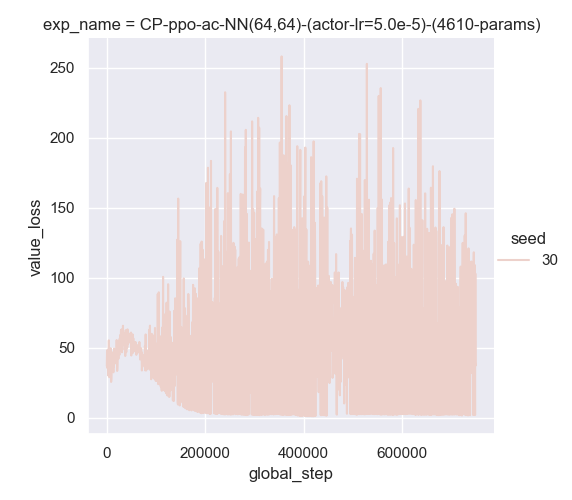 exp_name = CP-ppo-ac-NN(64,64)-(actor-lr=5.0e-5)-(4610-params)
250
200
150
100
50
0
value_loss
0 200000 400000 600000
global_step
seed
30